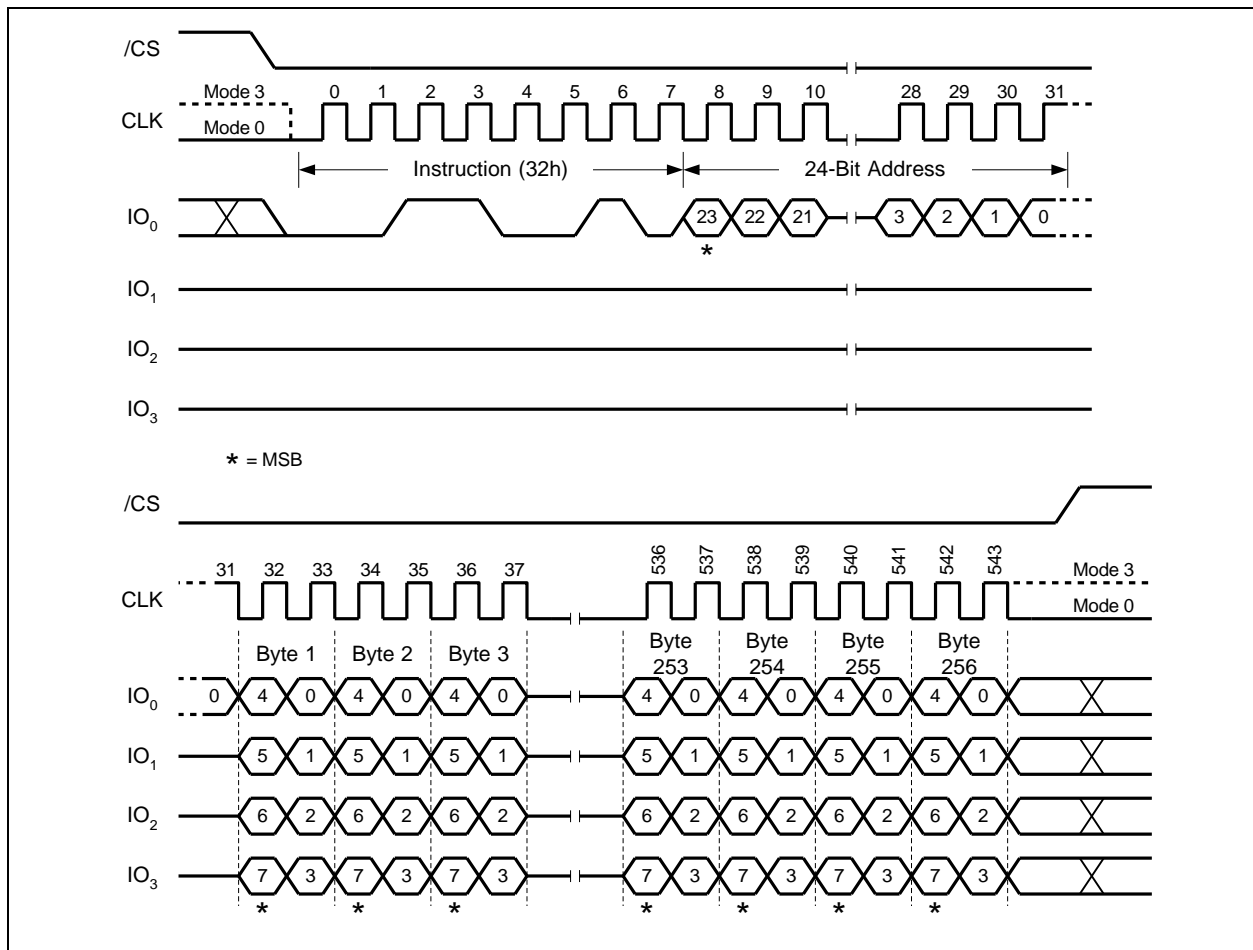 /CS
Mode 3 0 1 2 3 4 5 6 7 8 9 10 28 29 30 31
CLK
Mode 0
Instruction (32h) 24-Bit Address
IO0 23 22 21 3 2 1 0
*
IO1
IO2
IO3
* = MSB
/CS
31 32 33 34 35 36 37 536 537 538 539 540 541 542 543 Mode 3
CLK
Mode 0
Byte 1 Byte 2 Byte 3 Byte 253 Byte 254 Byte 255 Byte 256
IO0 0 4 0 4 0 4 0 4 0 4 0 4 0 4 0
IO1 5 1 5 1 5 1 5 1 5 1 5 1 5 1
IO2 6 2 6 2 6 2 6 2 6 2 6 2 6 2
IO3 7 3 7 3 7 3 7 3 7 3 7 3 7 3
* * * * * * *